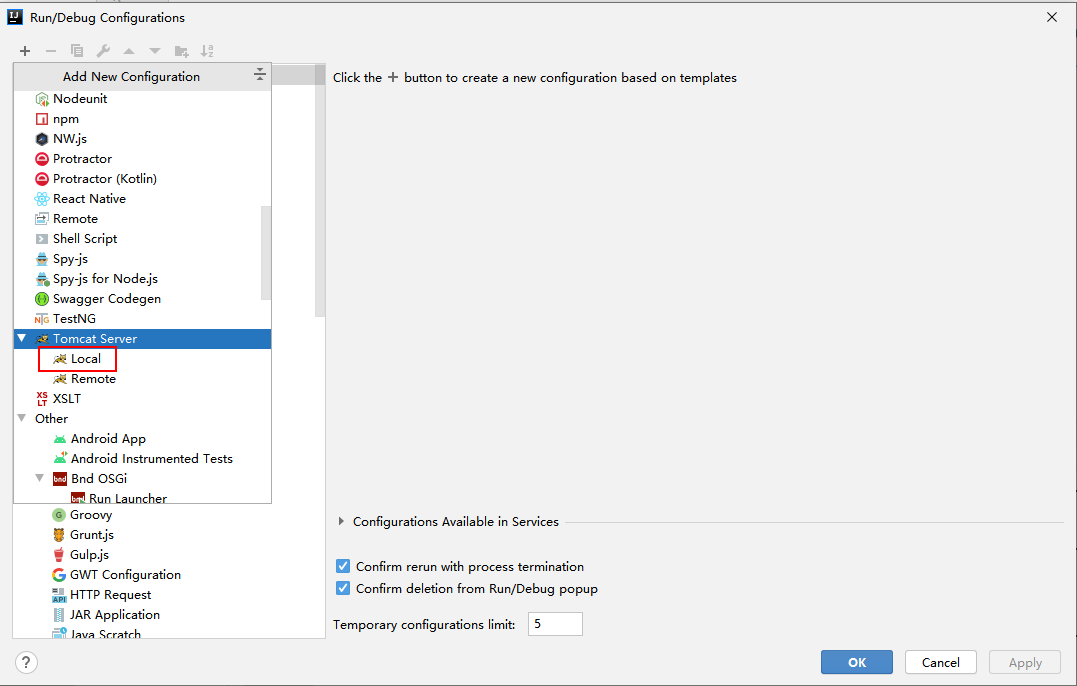 Run/Debug Configurations
Add New Configuration
Click the + button to create a new configuration based on templates
Nodeunit
npm
NW.js
Protractor
Protractor (Kotlin)
React Native
Remote
Shell Script
Spy-js
Spy-js for Node.js
Swagger Codegen
TestNG
Tomcat Server
Local
Remote
XSLT
Other
Android App
Android Instrumented Tests
Bnd OSGi
Run Launcher
Groovy
Grunt.js
Gulp.js
GWT Configuration
HTTP Request
JAR Application
Java Scratch
Configurations Available in Services
Confirm rerun with process termination
Confirm deletion from Run/Debug popup
Temporary configurations limit: 5
? OK Cancel Apply